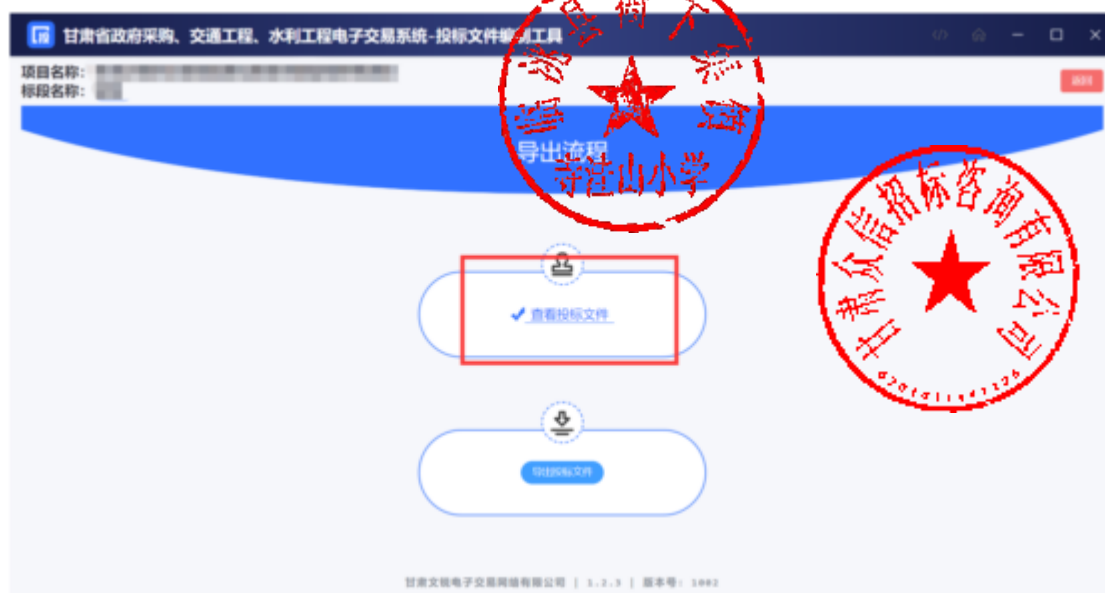 甘肃省政府采购、交通工程、水利工程电子交易系统-投标文件编制工具
项目名称：
标段名称：
返回
导出流程
寺洼山小学
甘肃众信招标咨询有限公司
查看投标文件
导出投标文件
甘肃文锐电子交易网络有限公司 | 1.2.3 | 版本号: 1002